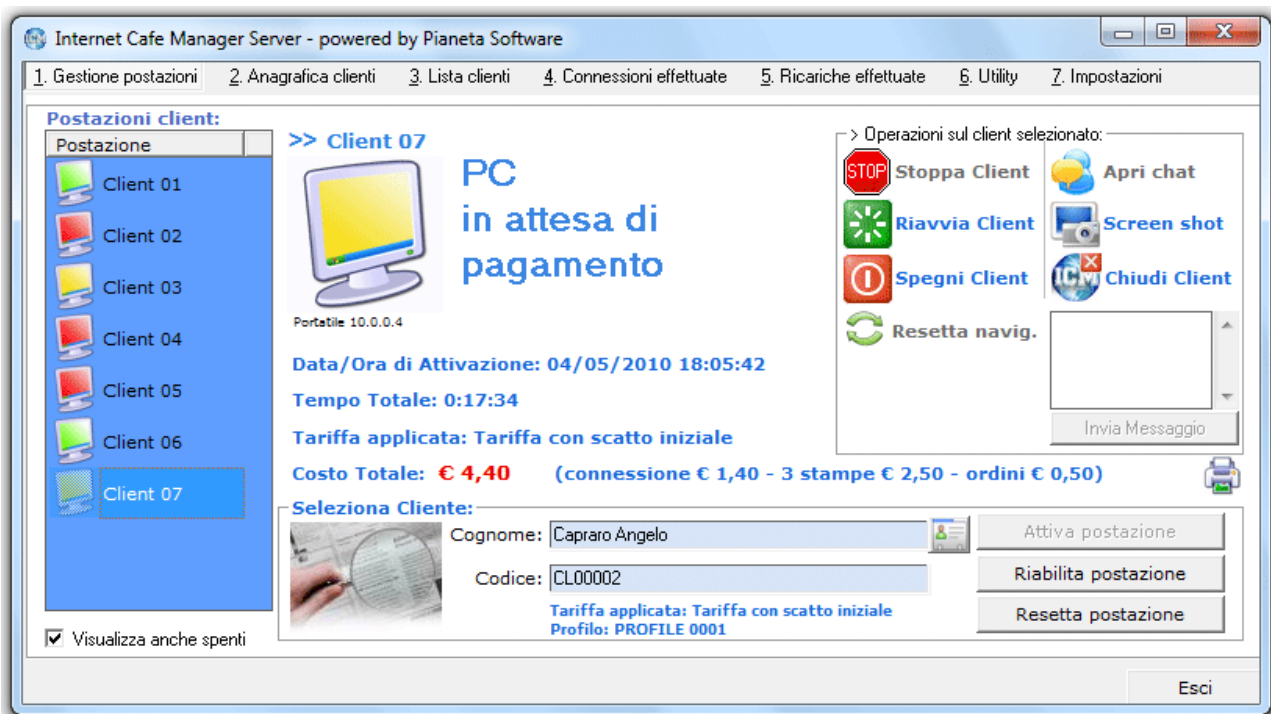 Internet Cafe Manager Server - powered by Pianeta Software
1. Gestione postazioni 2. Anagrafica clienti 3. Lista clienti 4. Connessioni effettuate 5. Ricariche effettuate 6. Utility 7. Impostazioni
Postazioni client:
Postazione
Client 01
Client 02
Client 03
Client 04
Client 05
Client 06
Client 07
Visualizza anche spenti
>> Client 07
PC
in attesa di
pagamento
Portatile 10.0.0.4
> Operazioni sul client selezionato:
STOP Stoppa Client
Apri chat
Riavvia Client
Screen shot
Spegni Client
ICM Chiudi Client
Resetta navig.
Invia Messaggio
Data/Ora di Attivazione: 04/05/2010 18:05:42
Tempo Totale: 0:17:34
Tariffa applicata: Tariffa con scatto iniziale
Costo Totale: € 4,40 (connessione € 1,40 - 3 stampe € 2,50 - ordini € 0,50)
Seleziona Cliente:
Cognome: Capraro Angelo
Codice: CL00002
Tariffa applicata: Tariffa con scatto iniziale
Profilo: PROFILE 0001
Attiva postazione
Riabilita postazione
Resetta postazione
Esci